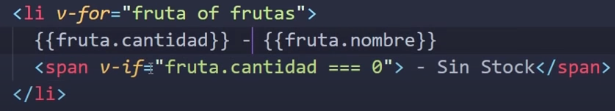 <li v-for="fruta of frutas">
{{fruta.cantidad}} - {{fruta.nombre}}
<span v-if="fruta.cantidad === 0"> - Sin Stock</span>
</li>